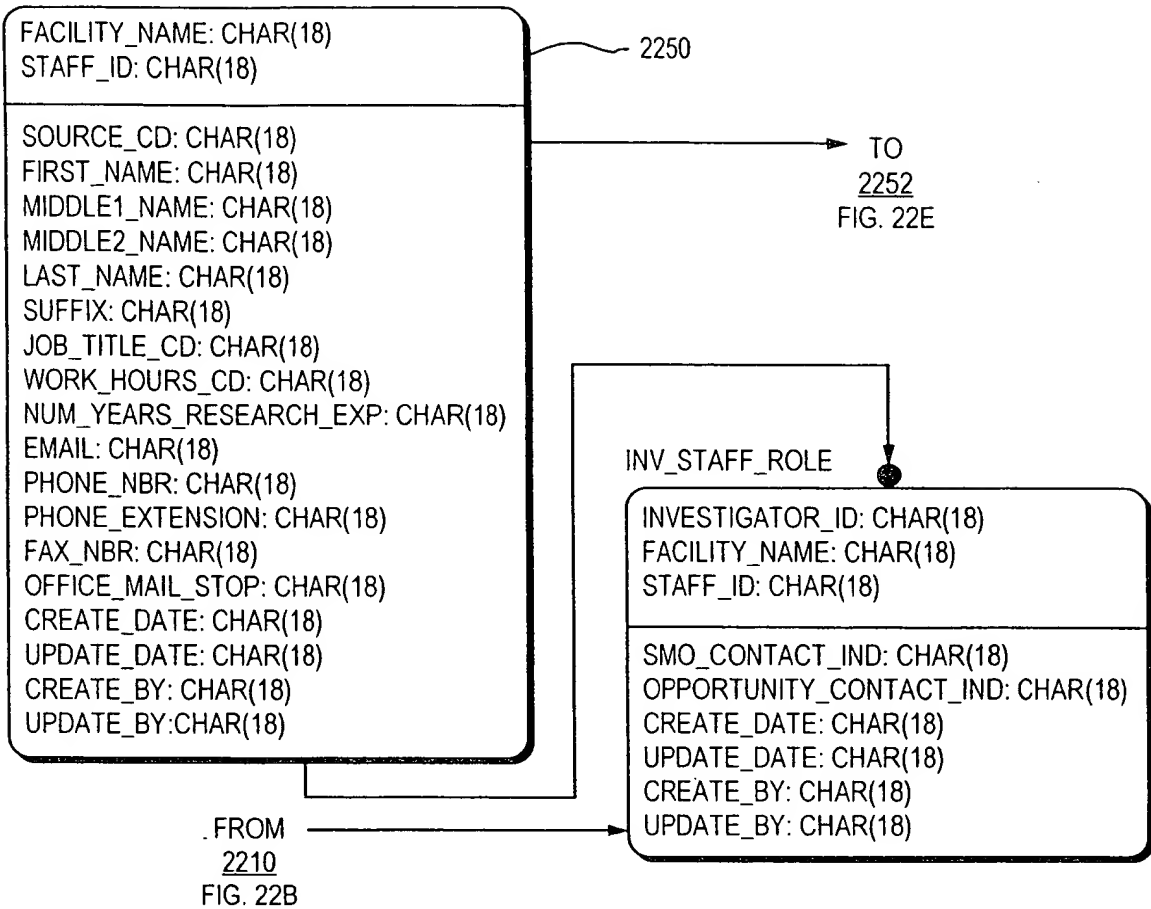 FACILITY_NAME: CHAR(18)
STAFF_ID: CHAR(18)
2250
SOURCE_CD: CHAR(18)
FIRST_NAME: CHAR(18)
MIDDLE1_NAME: CHAR(18)
MIDDLE2_NAME: CHAR(18)
LAST_NAME: CHAR(18)
SUFFIX: CHAR(18)
JOB_TITLE_CD: CHAR(18)
WORK_HOURS_CD: CHAR(18)
NUM_YEARS_RESEARCH_EXP: CHAR(18)
EMAIL: CHAR(18)
PHONE_NBR: CHAR(18)
PHONE_EXTENSION: CHAR(18)
FAX_NBR: CHAR(18)
OFFICE_MAIL_STOP: CHAR(18)
CREATE_DATE: CHAR(18)
UPDATE_DATE: CHAR(18)
CREATE_BY: CHAR(18)
UPDATE_BY:CHAR(18)
TO
2252
FIG. 22E
INV_STAFF_ROLE
INVESTIGATOR_ID: CHAR(18)
FACILITY_NAME: CHAR(18)
STAFF_ID: CHAR(18)
SMO_CONTACT_IND: CHAR(18)
OPPORTUNITY_CONTACT_IND: CHAR(18)
CREATE_DATE: CHAR(18)
UPDATE_DATE: CHAR(18)
CREATE_BY: CHAR(18)
UPDATE_BY: CHAR(18)
FROM
2210
FIG. 22B